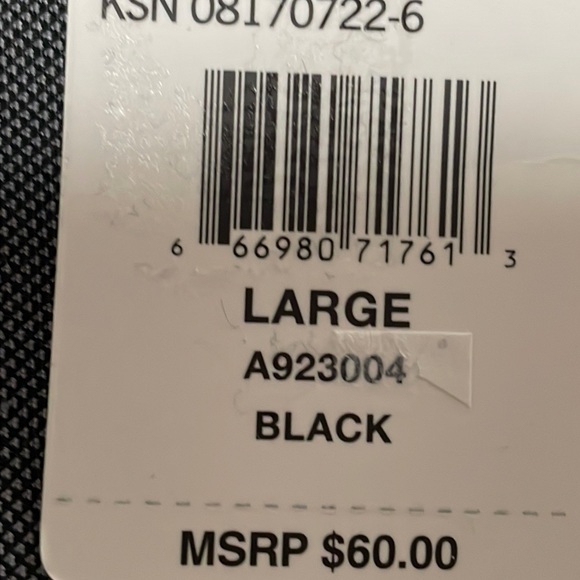 KSN 08170722-6
6 66980 71761 3
LARGE
A923004
BLACK
MSRP $60.00